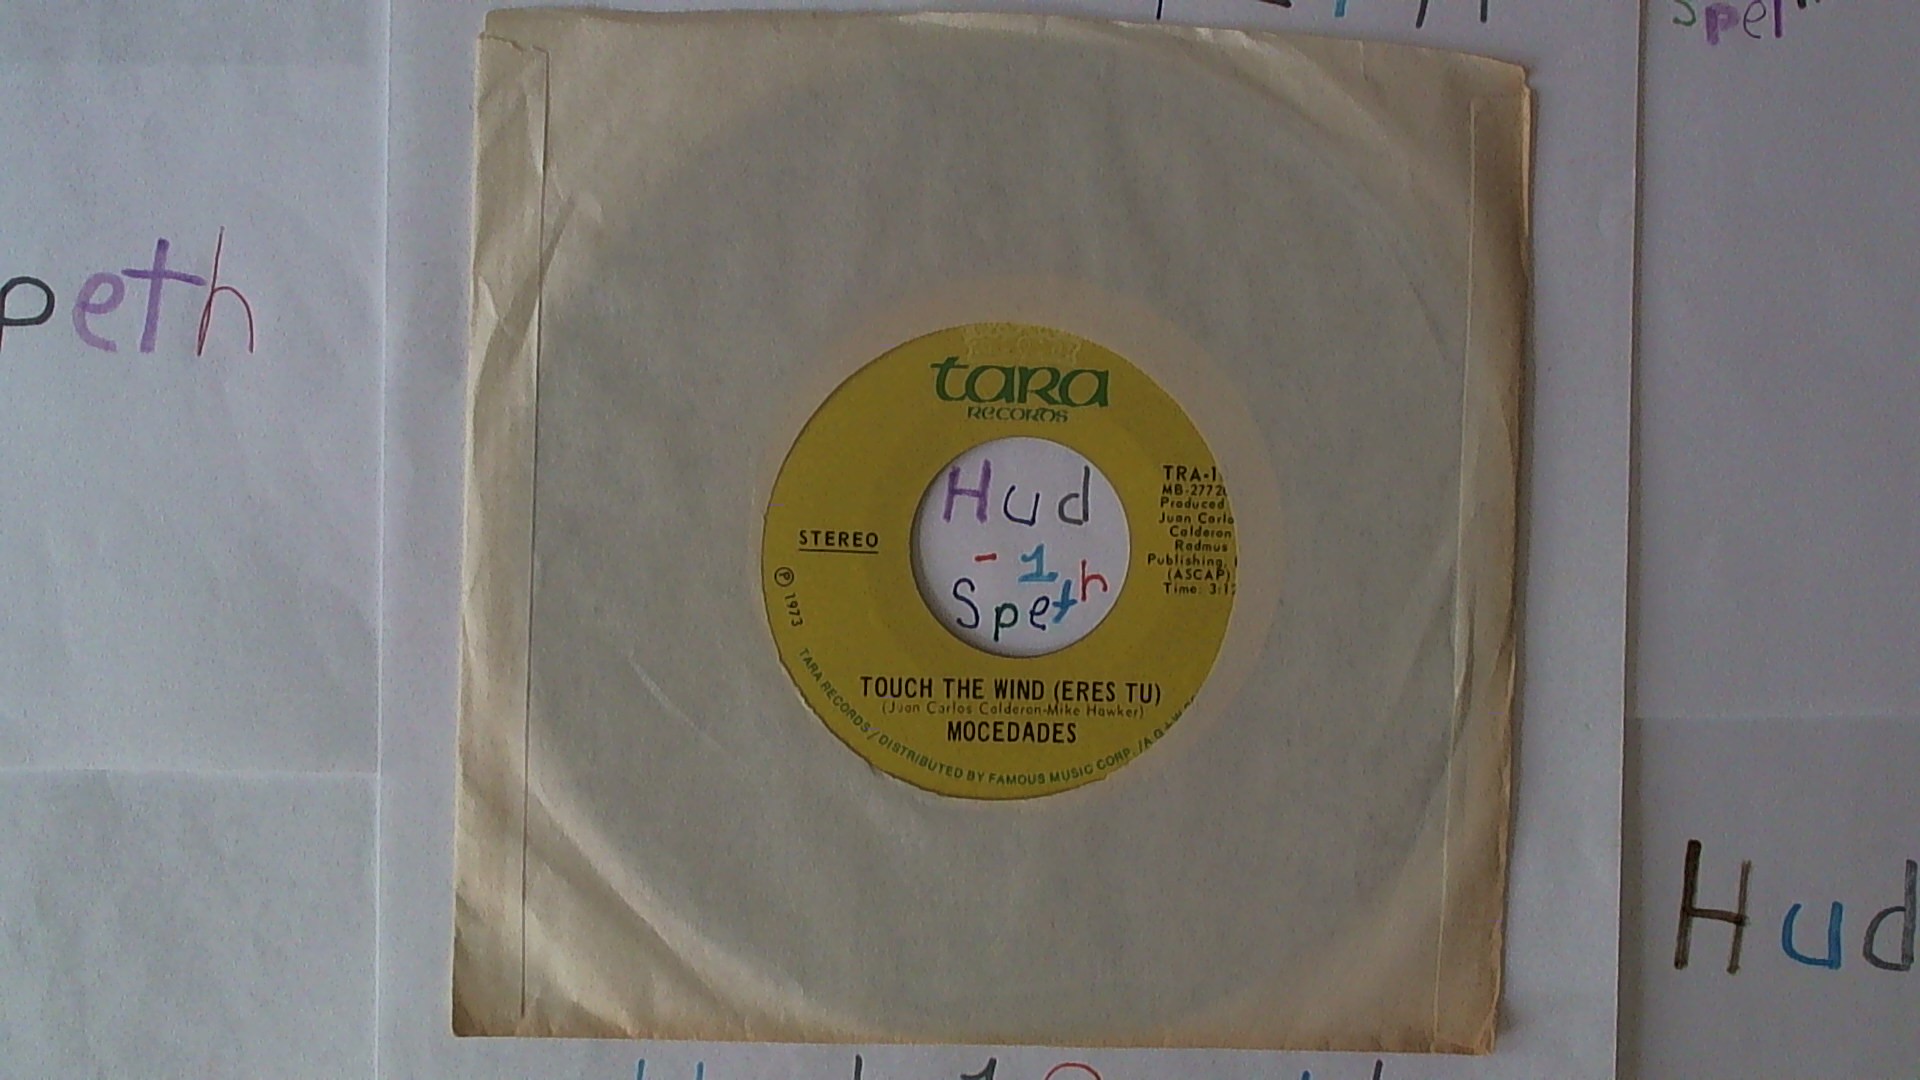 peth
tara
RECORDS
Hud
- 1
Speth
STEREO
Ⓟ 1973
TRA-1
MB-2772
Produced
Juan Carlo
Calderon
Radmus
Publishing,
(ASCAP)
Time: 3:1
TOUCH THE WIND (ERES TU)
(Juan Carlos Calderon-Mike Hawker)
MOCEDADES
TARA RECORDS / DISTRIBUTED BY FAMOUS MUSIC CORP. /A G+W
Hud